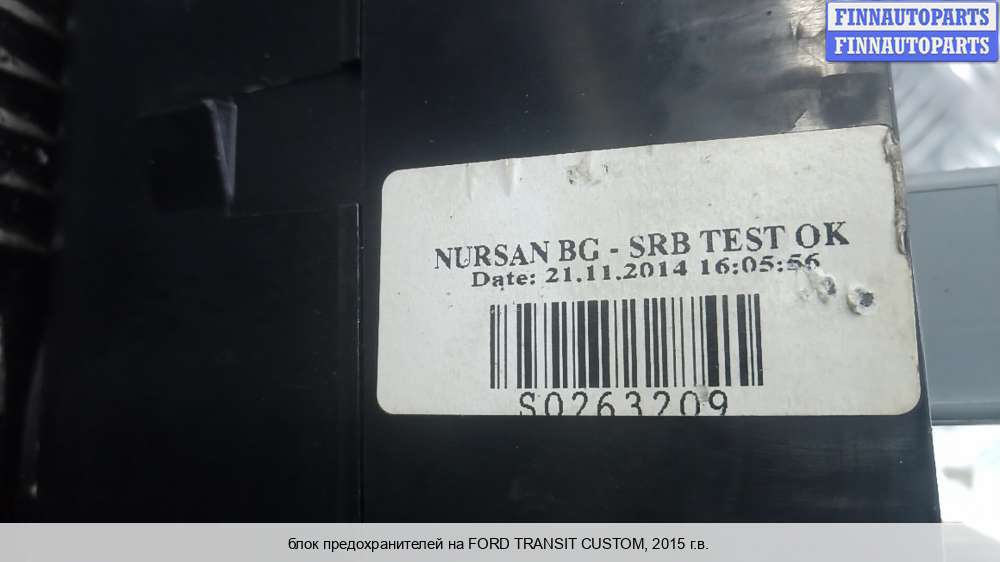 FINNAUTOPARTS
FINNAUTOPARTS
NURSAN BG - SRB TEST OK
Date: 21.11.2014 16:05:56
S0263209
блок предохранителей на FORD TRANSIT CUSTOM, 2015 г.в.